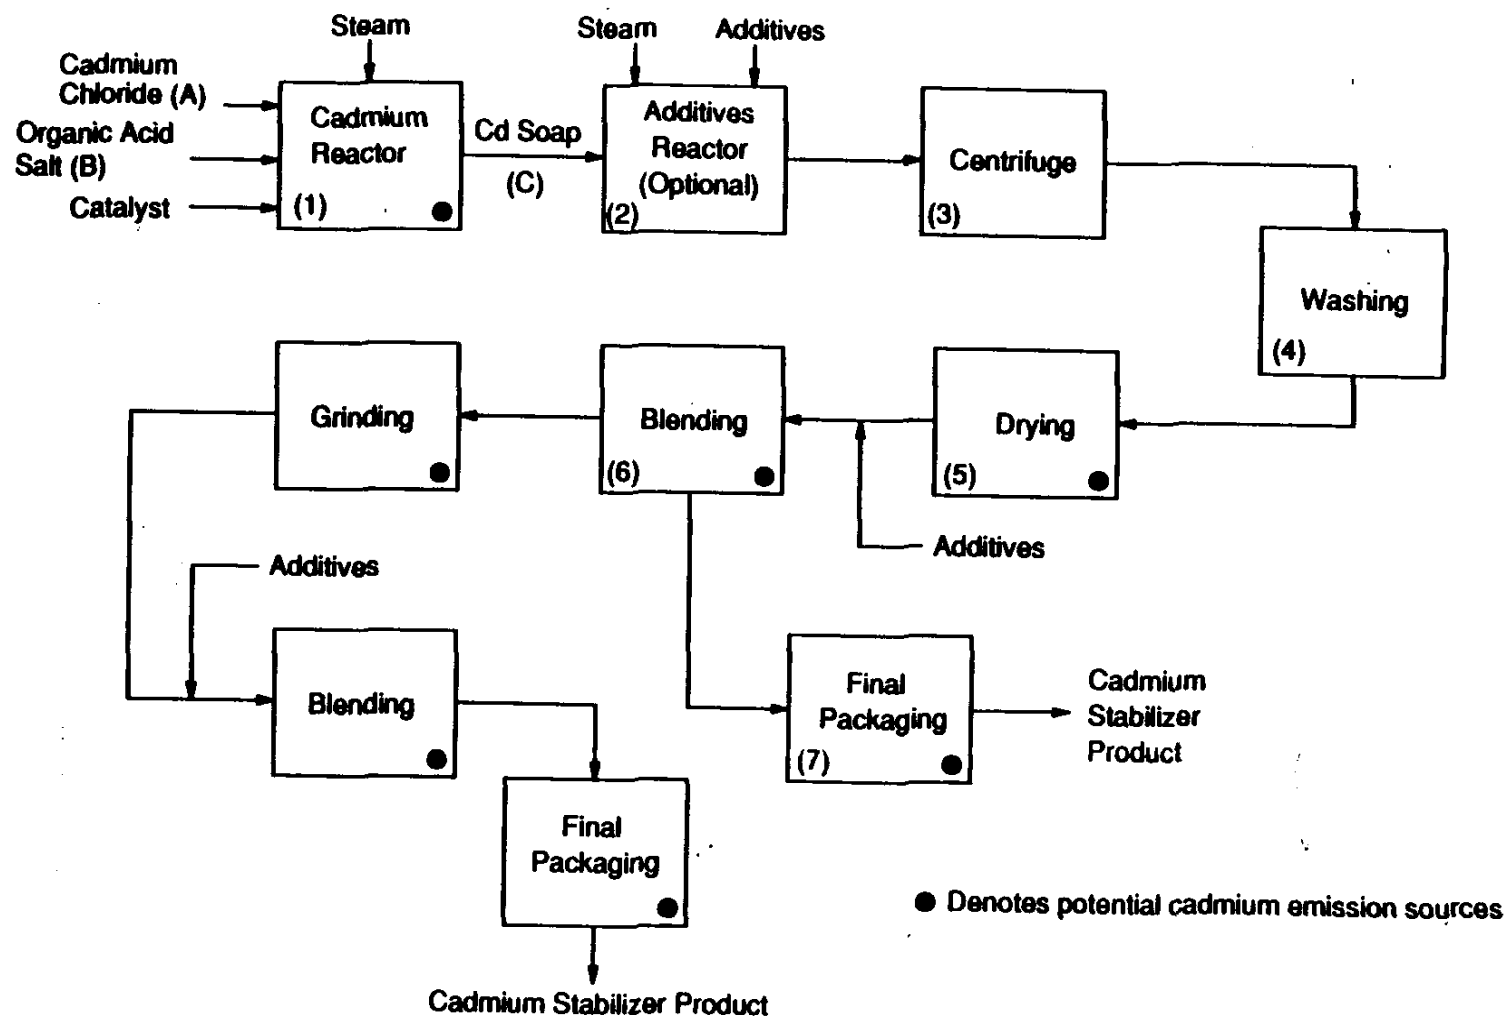 Steam
Steam
Additives
Cadmium
Chloride (A)
Organic Acid
Salt (B)
Catalyst
Cadmium
Reactor
(1)
Cd Soap
(C)
Additives
Reactor
(Optional)
(2)
Centrifuge
(3)
Washing
(4)
Grinding
Blending
(6)
Drying
(5)
Additives
Additives
Blending
Final
Packaging
(7)
Cadmium
Stabilizer
Product
Final
Packaging
● Denotes potential cadmium emission sources
Cadmium Stabilizer Product